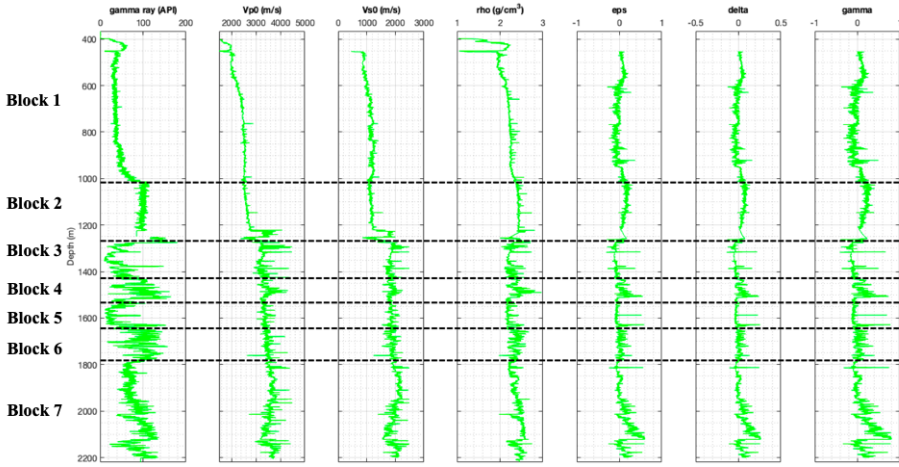 gamma ray (API) Vp0 (m/s) Vs0 (m/s) rho (g/cm³) eps delta gamma
0 100 200 2000 3000 4000 5000 0 1000 2000 3000 1 2 3 -1 0 1 -0.5 0 0.5 -1 0 1
400
600
Block 1
800
1000
Block 2
1200
Depth (m)
Block 3
1400
Block 4
1600
Block 5
Block 6
1800
2000
Block 7
2200